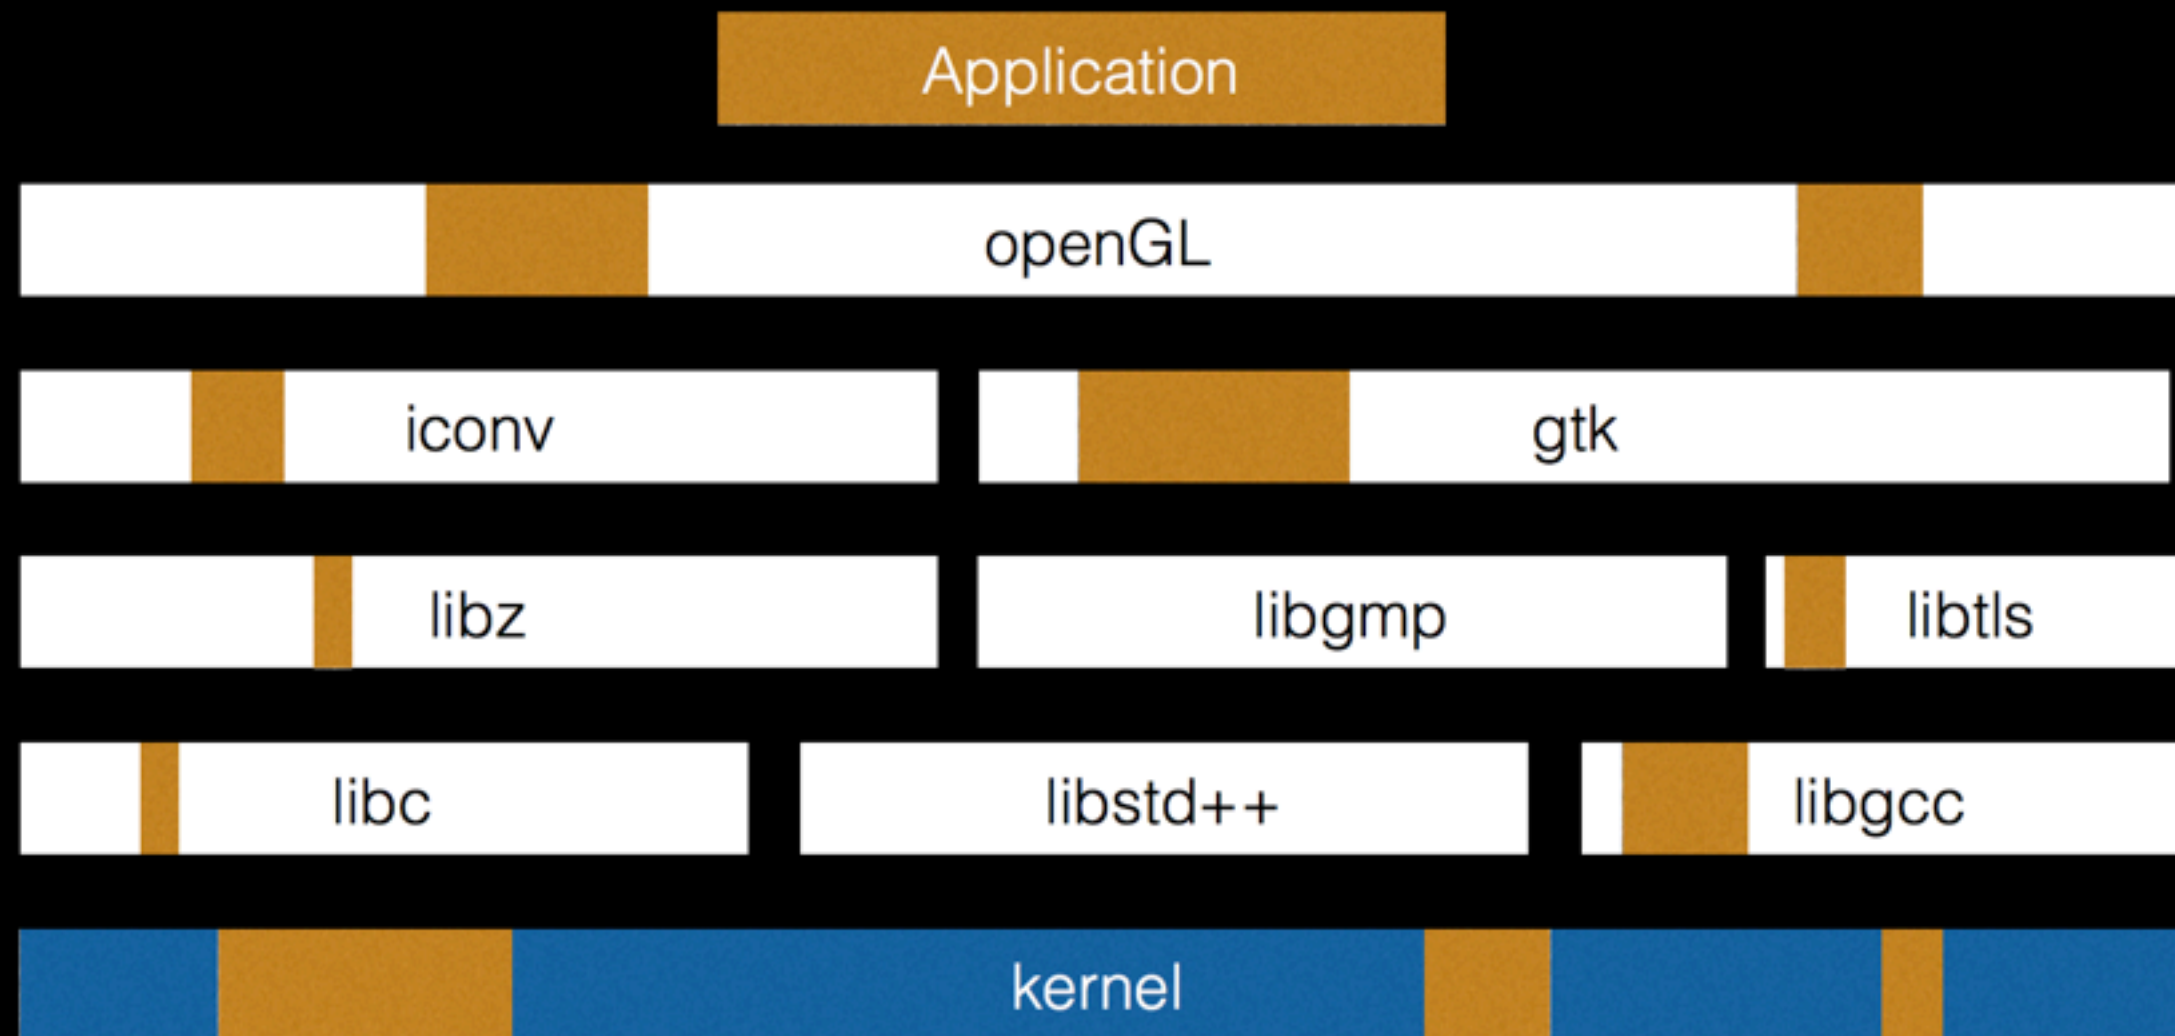 Application
openGL
iconv
gtk
libz
libgmp
libtls
libc
libstd++
libgcc
kernel